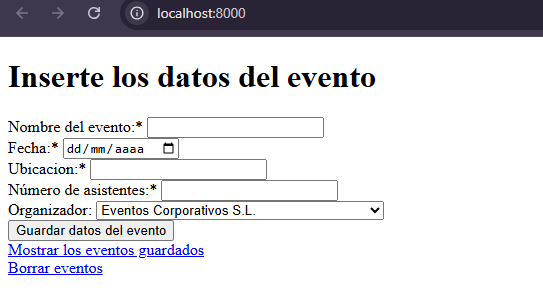 localhost:8000
Inserte los datos del evento
Nombre del evento:*
Fecha:* dd/mm/aaaa
Ubicacion:*
Número de asistentes:*
Organizador: Eventos Corporativos S.L.
Guardar datos del evento
Mostrar los eventos guardados
Borrar eventos